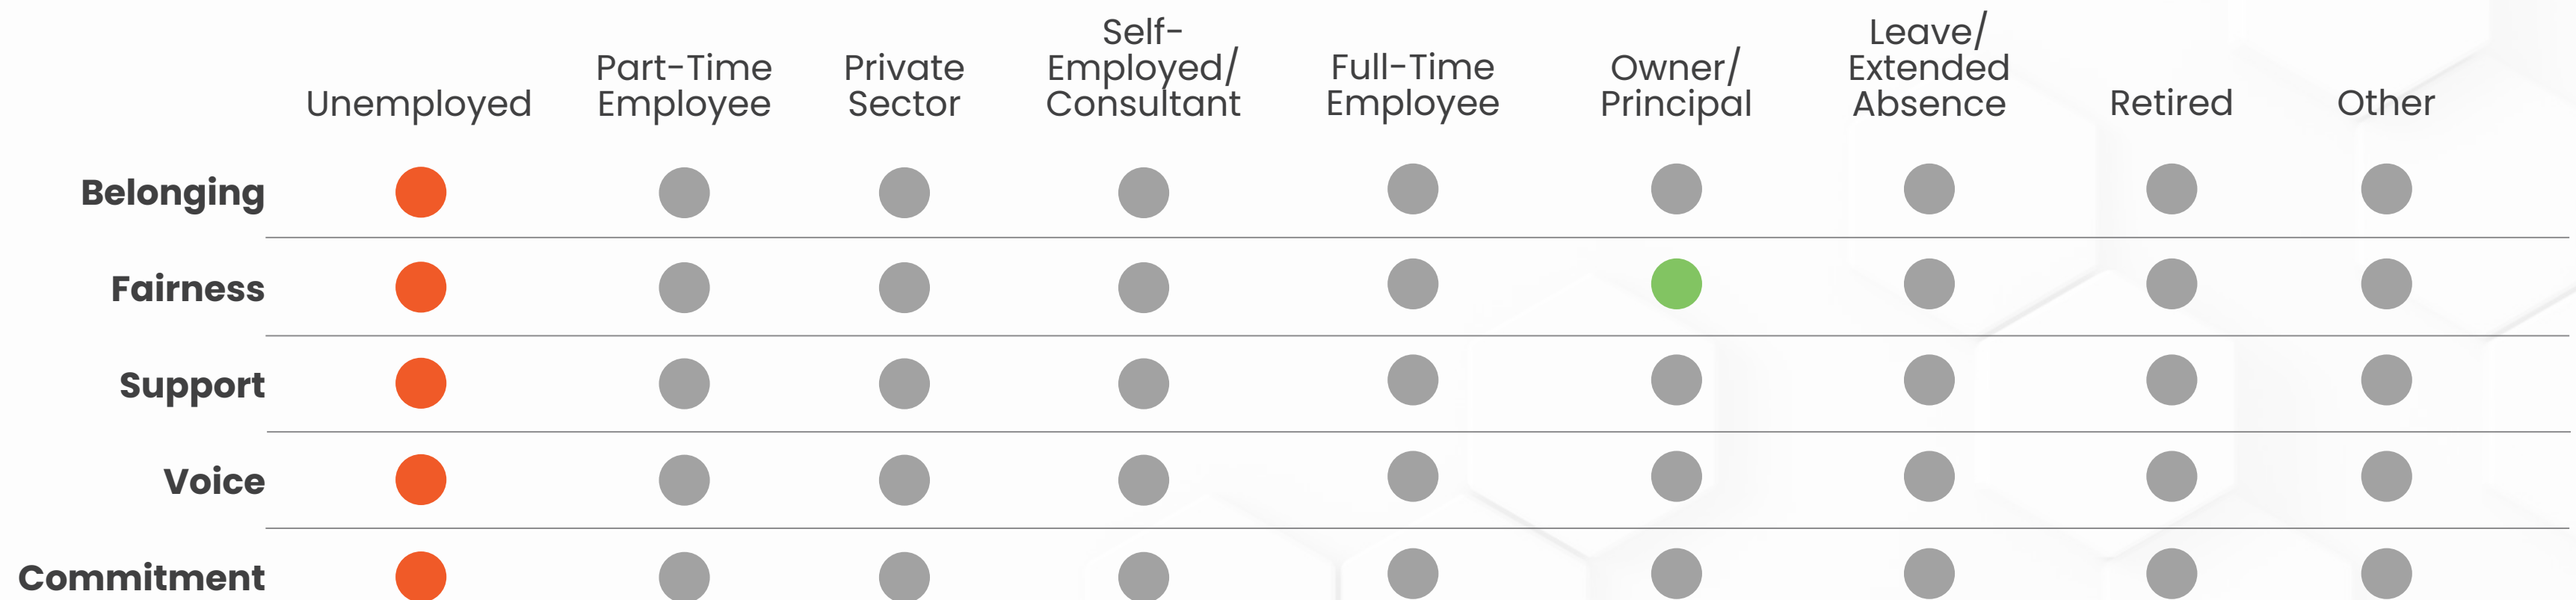 Unemployed
Part-Time
Employee
Private
Sector
Self-
Employed/
Consultant
Full-Time
Employee
Owner/
Principal
Leave/
Extended
Absence
Retired
Other
Belonging
Fairness
Support
Voice
Commitment